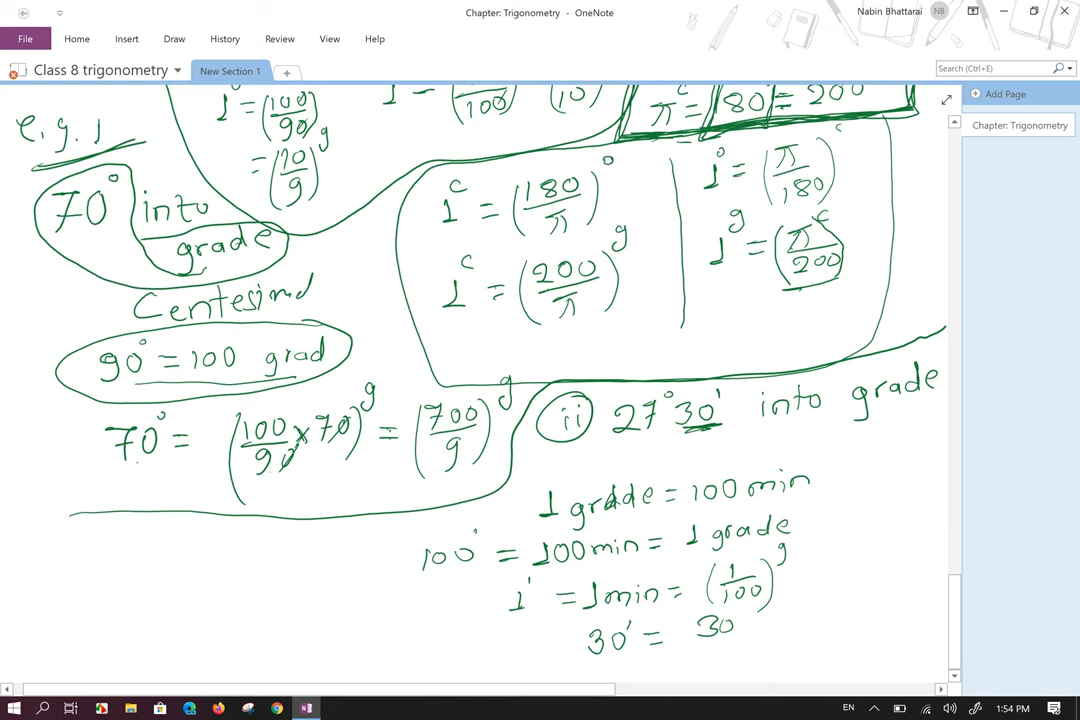 Chapter: Trigonometry - OneNote
Nabin Bhattarai NB
File Home Insert Draw History Review View Help
Class 8 trigonometry New Section 1 +
Search (Ctrl+E)
Add Page
Chapter: Trigonometry
e.g. 1
1° = (100/90)g
= (10/9)g
π^c = 180° = 200
70° into
grade
1^c = (180/π)°
1^c = (200/π)g
1° = (π/180)^c
1^g = (π^c/200)
90° = 100 grad
70° = (100/90 × 70)g = (700/9)g
ii 27° 30' into grade
1 grade = 100 min
100' = 100 min = 1 grade
1' = 1 min = (1/100)g
30' = 30
EN 1:54 PM